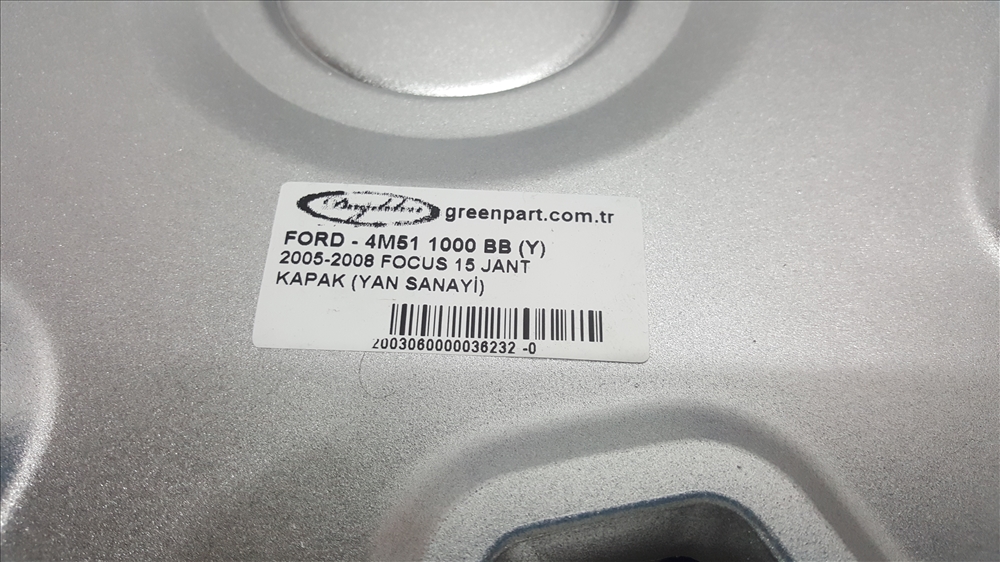 greenpart.com.tr
FORD - 4M51 1000 BB (Y)
2005-2008 FOCUS 15 JANT
KAPAK (YAN SANAYİ)
2003060000036232 -0